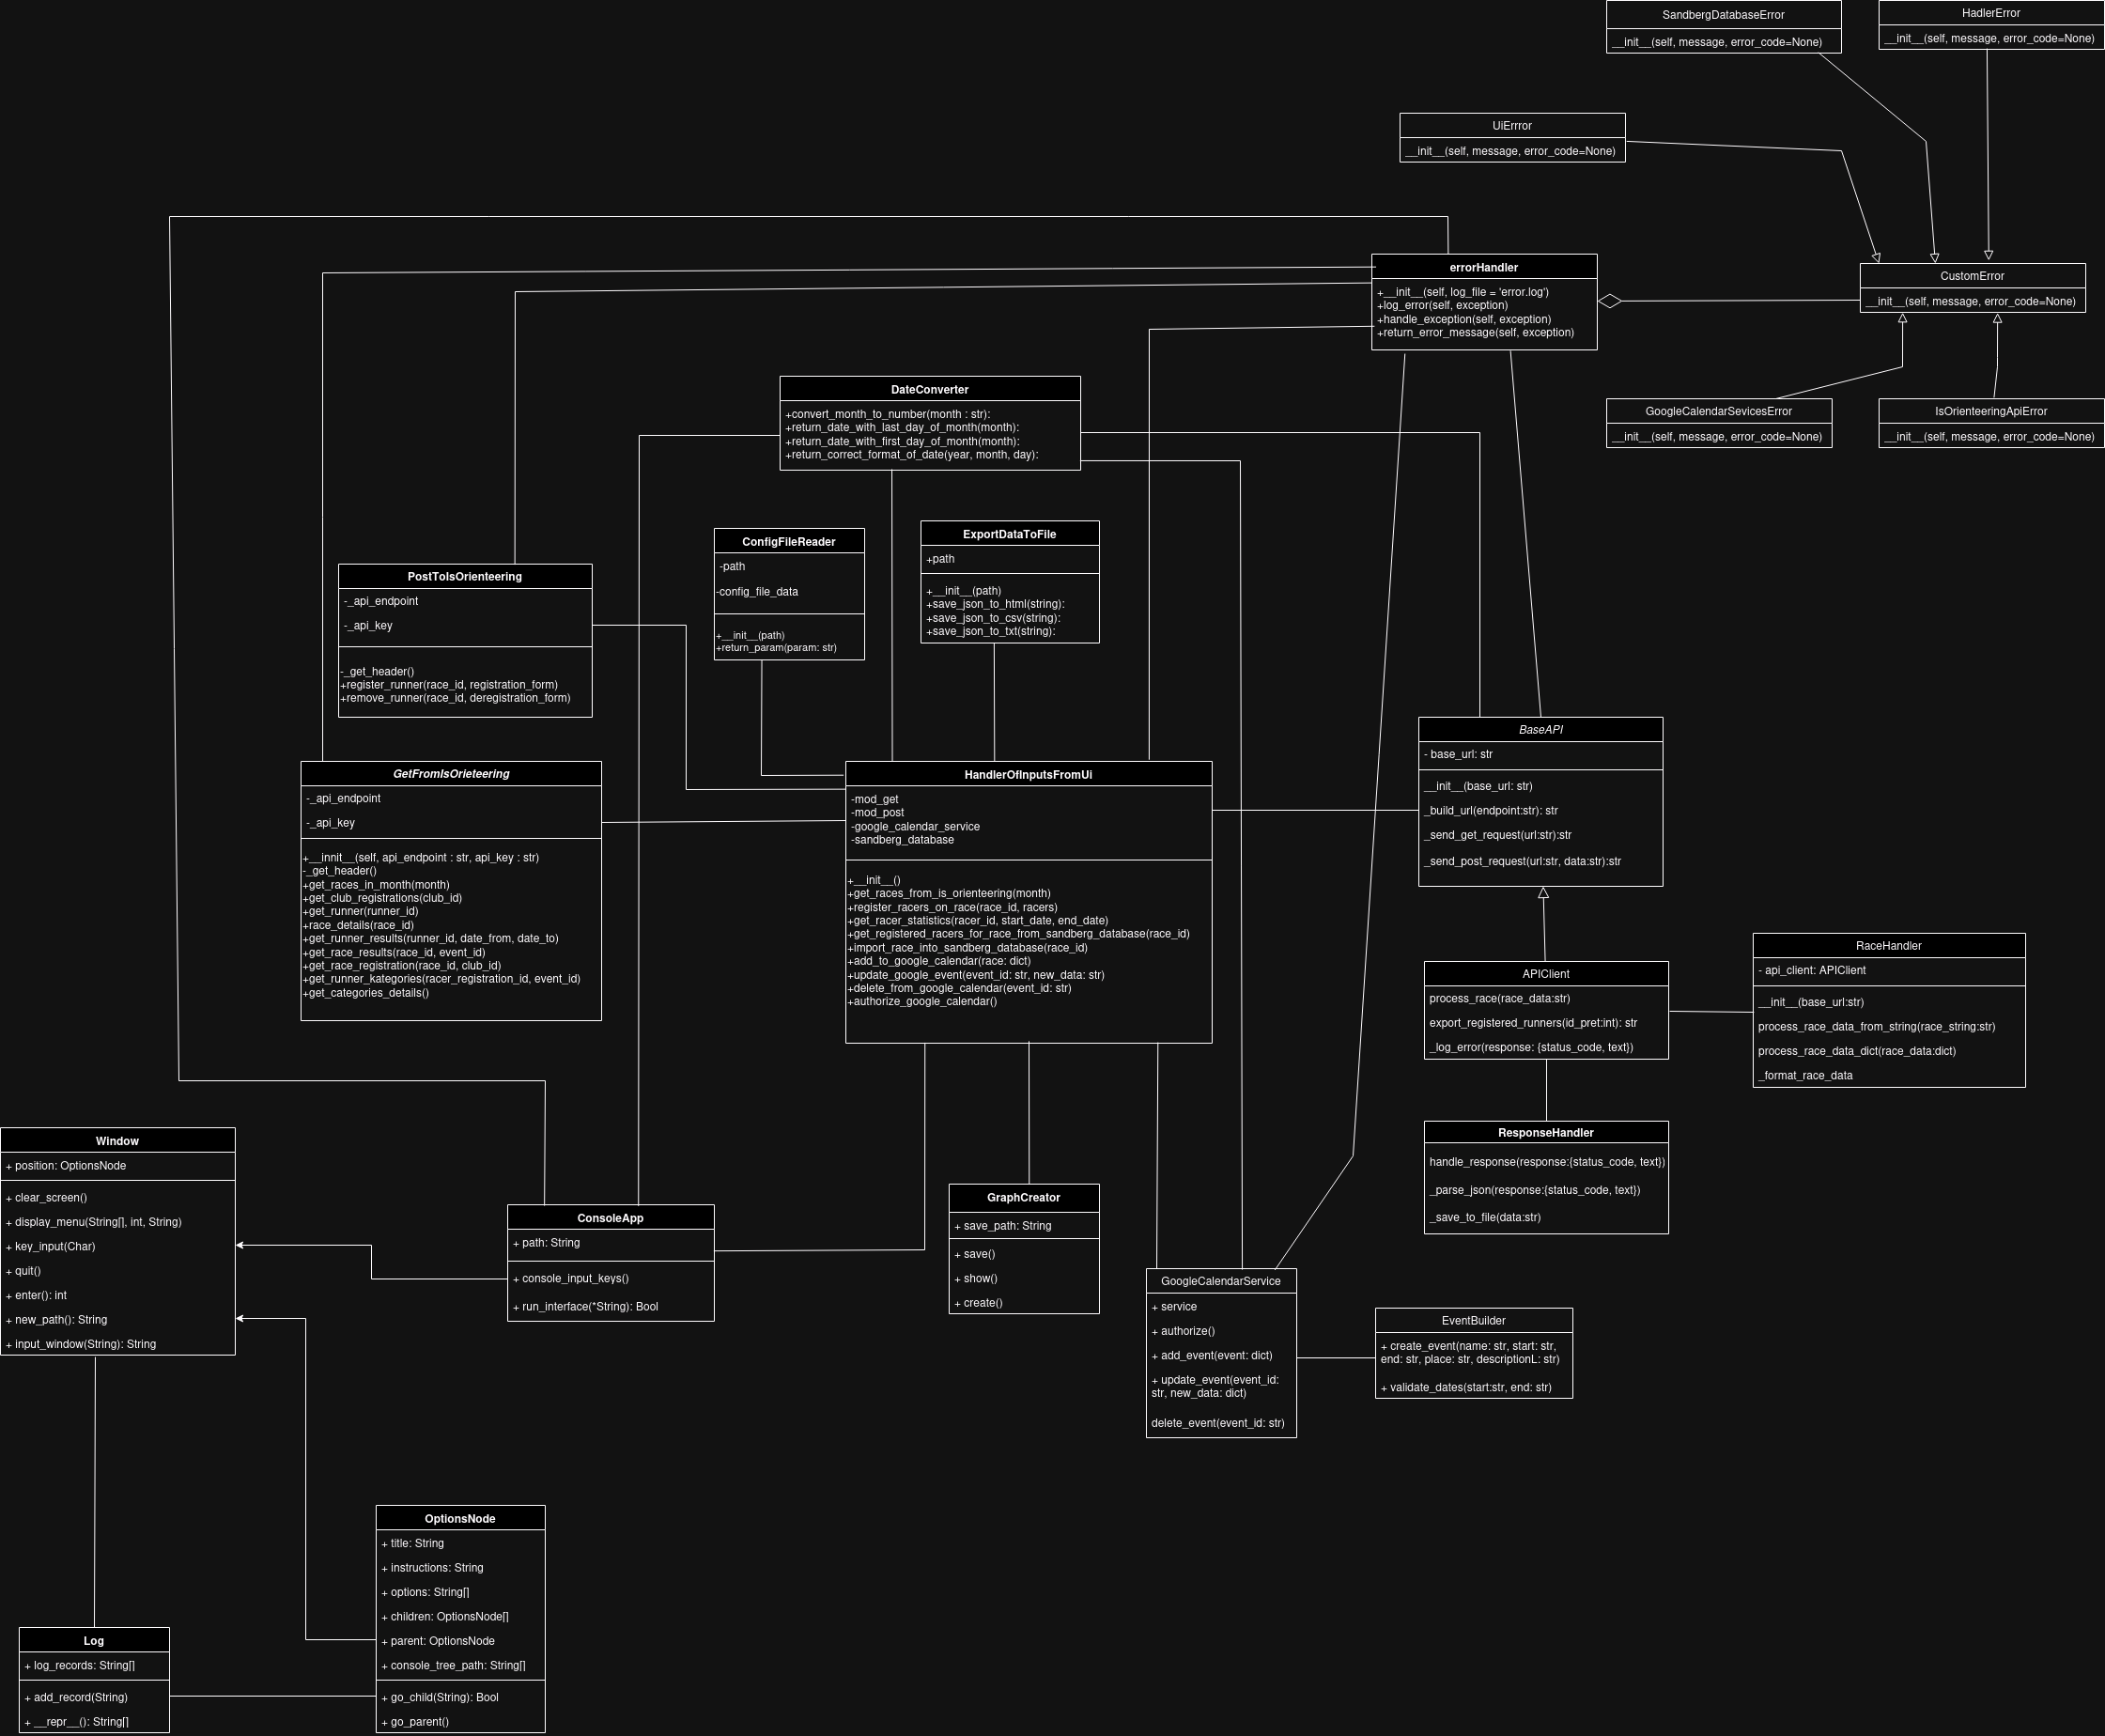 SandbergDatabaseError
__init__(self, message, error_code=None)
HadlerError
__init__(self, message, error_code=None)
UiErrror
__init__(self, message, error_code=None)
errorHandler
+__init__(self, log_file = 'error.log')
+log_error(self, exception)
+handle_exception(self, exception)
+return_error_message(self, exception)
CustomError
__init__(self, message, error_code=None)
GoogleCalendarSevicesError
__init__(self, message, error_code=None)
IsOrienteeringApiError
__init__(self, message, error_code=None)
DateConverter
+convert_month_to_number(month : str):
+return_date_with_last_day_of_month(month):
+return_date_with_first_day_of_month(month):
+return_correct_format_of_date(year, month, day):
ConfigFileReader
-path
-config_file_data
+__init__(path)
+return_param(param: str)
ExportDataToFile
+path
+__init__(path)
+save_json_to_html(string):
+save_json_to_csv(string):
+save_json_to_txt(string):
PostToIsOrienteering
-_api_endpoint
-_api_key
-_get_header()
+register_runner(race_id, registration_form)
+remove_runner(race_id, deregistration_form)
GetFromIsOrieteering
-_api_endpoint
-_api_key
+__innit__(self, api_endpoint : str, api_key : str)
-_get_header()
+get_races_in_month(month)
+get_club_registrations(club_id)
+get_runner(runner_id)
+race_details(race_id)
+get_runner_results(runner_id, date_from, date_to)
+get_race_results(race_id, event_id)
+get_race_registration(race_id, club_id)
+get_runner_kategories(racer_registration_id, event_id)
+get_categories_details()
HandlerOfInputsFromUi
-mod_get
-mod_post
-google_calendar_service
-sandberg_database
+__init__()
+get_races_from_is_orienteering(month)
+register_racers_on_race(race_id, racers)
+get_racer_statistics(racer_id, start_date, end_date)
+get_registered_racers_for_race_from_sandberg_database(race_id)
+import_race_into_sandberg_database(race_id)
+add_to_google_calendar(race: dict)
+update_google_event(event_id: str, new_data: str)
+delete_from_google_calendar(event_id: str)
+authorize_google_calendar()
BaseAPI
- base_url: str
__init__(base_url: str)
_build_url(endpoint:str): str
_send_get_request(url:str):str
_send_post_request(url:str, data:str):str
APIClient
process_race(race_data:str)
export_registered_runners(id_pret:int): str
_log_error(response: {status_code, text})
RaceHandler
- api_client: APIClient
__init__(base_url:str)
process_race_data_from_string(race_string:str)
process_race_data_dict(race_data:dict)
_format_race_data
ResponseHandler
handle_response(response:{status_code, text})
_parse_json(response:{status_code, text})
_save_to_file(data:str)
Window
+ position: OptionsNode
+ clear_screen()
+ display_menu(String[], int, String)
+ key_input(Char)
+ quit()
+ enter(): int
+ new_path(): String
+ input_window(String): String
ConsoleApp
+ path: String
+ console_input_keys()
+ run_interface(*String): Bool
GraphCreator
+ save_path: String
+ save()
+ show()
+ create()
GoogleCalendarService
+ service
+ authorize()
+ add_event(event: dict)
+ update_event(event_id:
str, new_data: dict)
delete_event(event_id: str)
EventBuilder
+ create_event(name: str, start: str,
end: str, place: str, descriptionL: str)
+ validate_dates(start:str, end: str)
OptionsNode
+ title: String
+ instructions: String
+ options: String[]
+ children: OptionsNode[]
+ parent: OptionsNode
+ console_tree_path: String[]
+ go_child(String): Bool
+ go_parent()
Log
+ log_records: String[]
+ add_record(String)
+ __repr__(): String[]